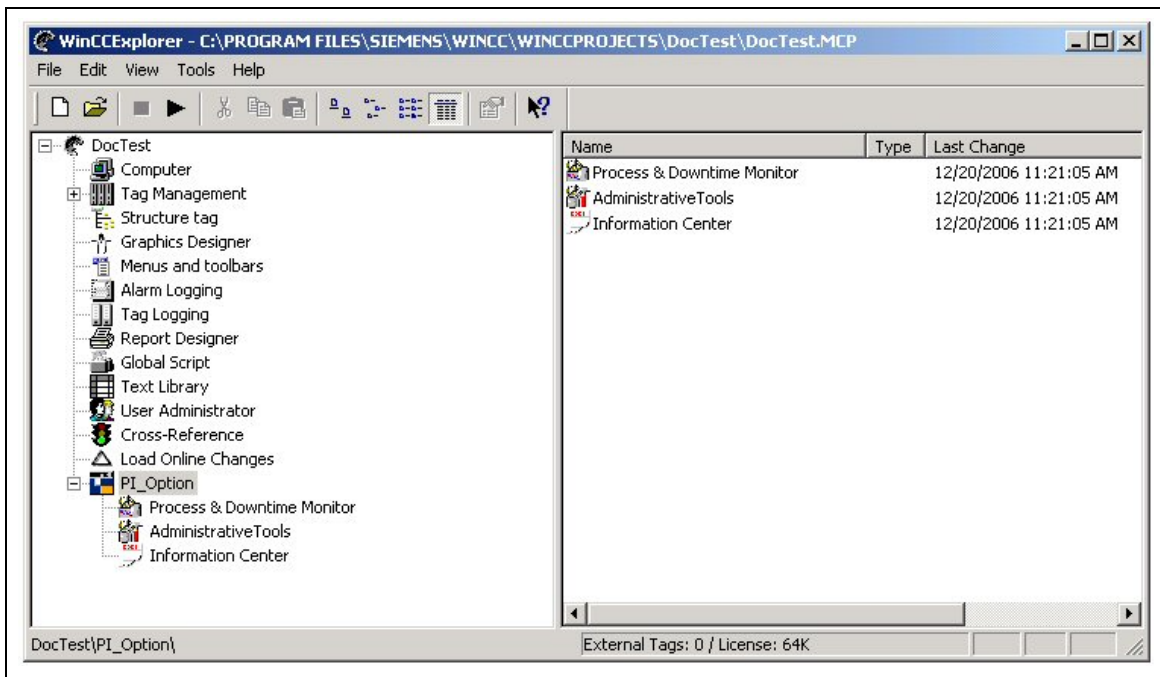 WinCCExplorer - C:\PROGRAM FILES\SIEMENS\WINCC\WINCCPROJECTS\DocTest\DocTest.MCP
File Edit View Tools Help
DocTest
Computer
Tag Management
Structure tag
Graphics Designer
Menus and toolbars
Alarm Logging
Tag Logging
Report Designer
Global Script
Text Library
User Administrator
Cross-Reference
Load Online Changes
PI_Option
Process & Downtime Monitor
AdministrativeTools
Information Center
Name Type Last Change
Process & Downtime Monitor 12/20/2006 11:21:05 AM
AdministrativeTools 12/20/2006 11:21:05 AM
Information Center 12/20/2006 11:21:05 AM
DocTest\PI_Option\ External Tags: 0 / License: 64K